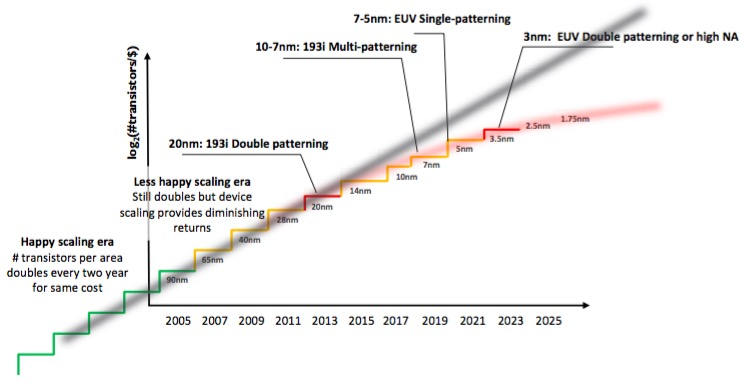 7-5nm: EUV Single-patterning
3nm: EUV Double patterning or high NA
10-7nm: 193i Multi-patterning
log2(#transistors/$)
20nm: 193i Double patterning
Less happy scaling era
Still doubles but device
scaling provides diminishing
returns
Happy scaling era
# transistors per area
doubles every two year
for same cost
90nm
65nm
40nm
28nm
20nm
14nm
10nm
7nm
5nm
3.5nm
2.5nm
1.75nm
2005 2007 2009 2011 2013 2015 2017 2019 2021 2023 2025